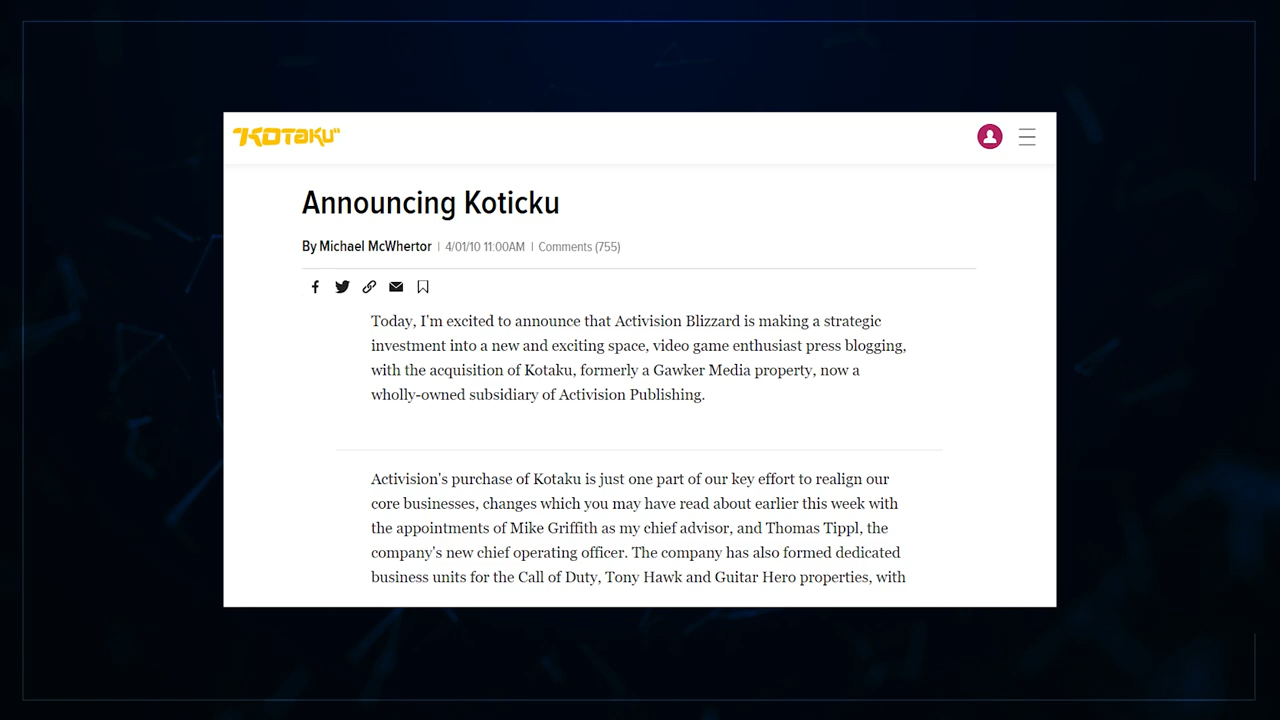 KOTaKU
Announcing Koticku
By Michael McWhertor | 4/01/10 11:00AM | Comments (755)
Today, I'm excited to announce that Activision Blizzard is making a strategic
investment into a new and exciting space, video game enthusiast press blogging,
with the acquisition of Kotaku, formerly a Gawker Media property, now a
wholly-owned subsidiary of Activision Publishing.
Activision's purchase of Kotaku is just one part of our key effort to realign our
core businesses, changes which you may have read about earlier this week with
the appointments of Mike Griffith as my chief advisor, and Thomas Tippl, the
company's new chief operating officer. The company has also formed dedicated
business units for the Call of Duty, Tony Hawk and Guitar Hero properties, with